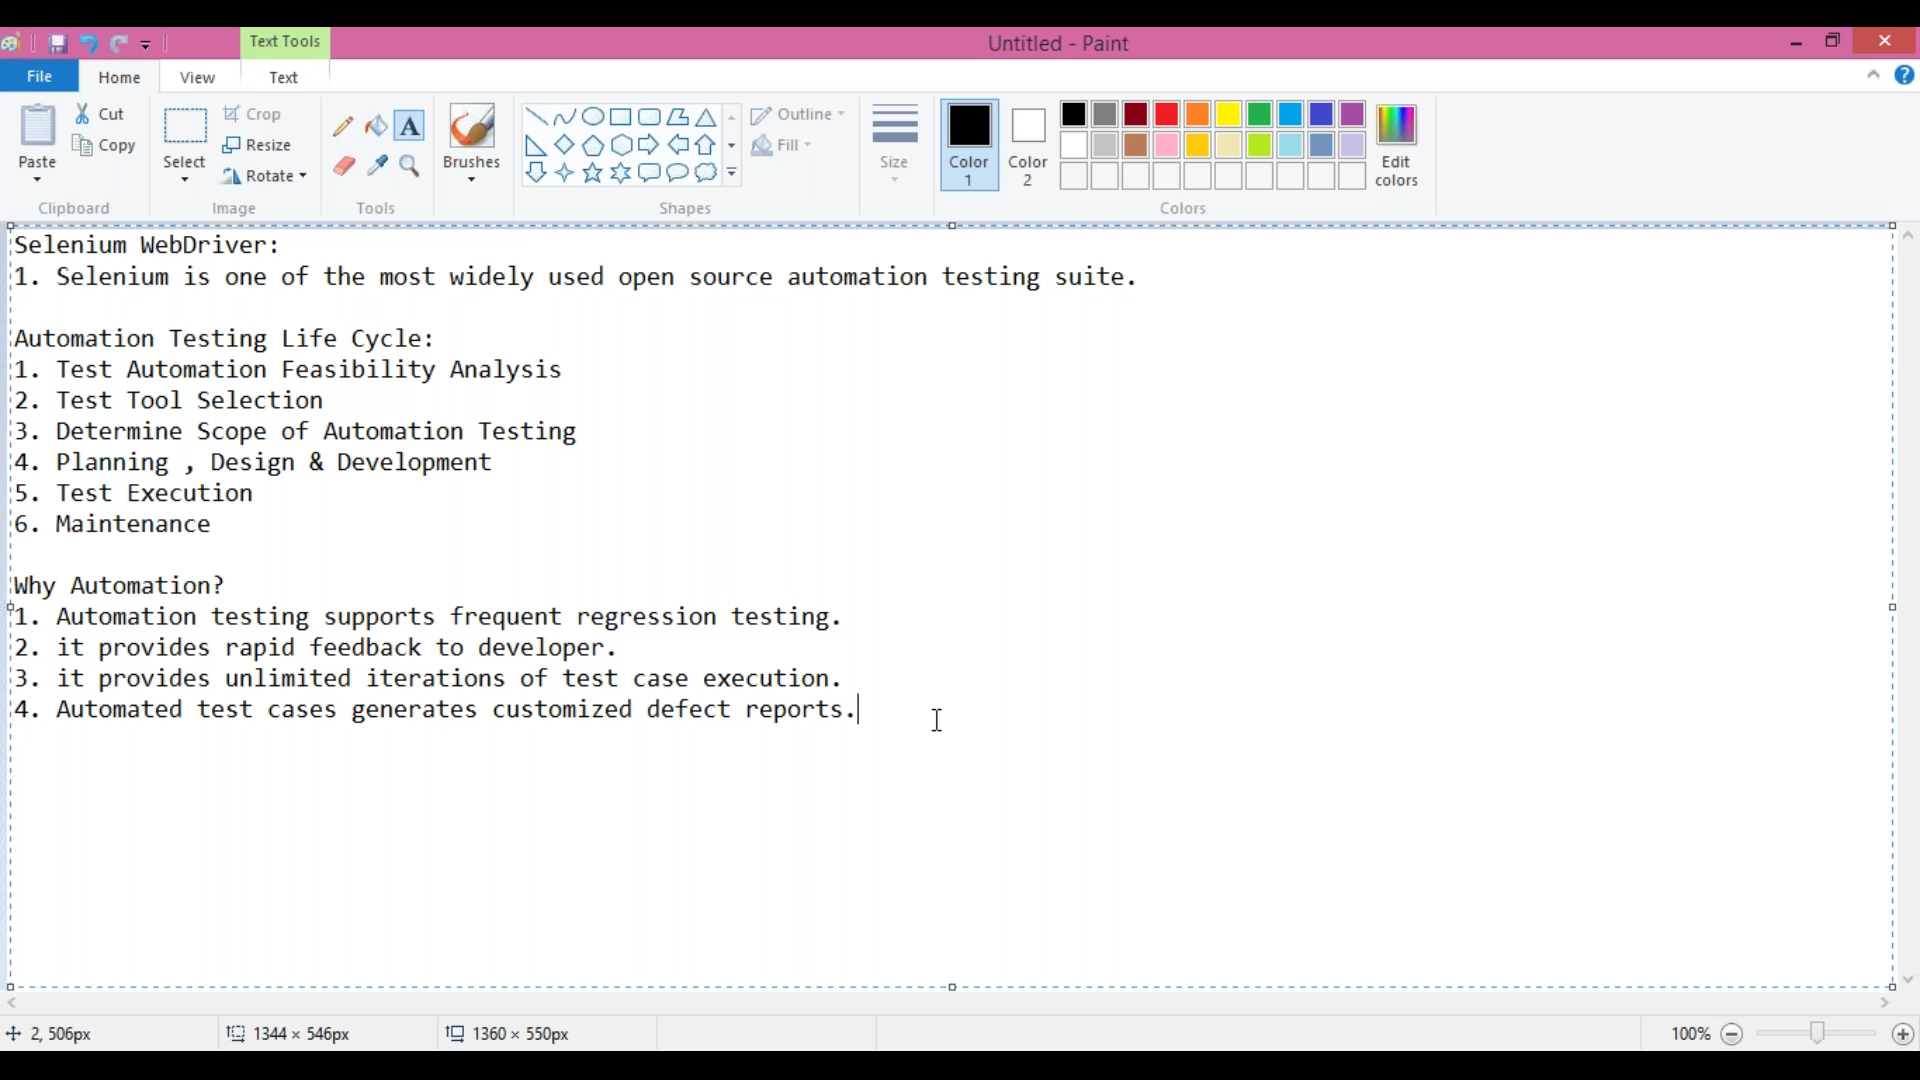 Text Tools
Untitled - Paint
File Home View Text
Paste
Cut
Copy
Clipboard
Select
Crop
Resize
Rotate
Image
A
Tools
Brushes
Shapes
Outline
Fill
Size
Color 1
Color 2
Edit colors
Colors
Selenium WebDriver:
1. Selenium is one of the most widely used open source automation testing suite.
Automation Testing Life Cycle:
1. Test Automation Feasibility Analysis
2. Test Tool Selection
3. Determine Scope of Automation Testing
4. Planning , Design & Development
5. Test Execution
6. Maintenance
Why Automation?
1. Automation testing supports frequent regression testing.
2. it provides rapid feedback to developer.
3. it provides unlimited iterations of test case execution.
4. Automated test cases generates customized defect reports.
2, 506px 1344 × 546px 1360 × 550px 100%